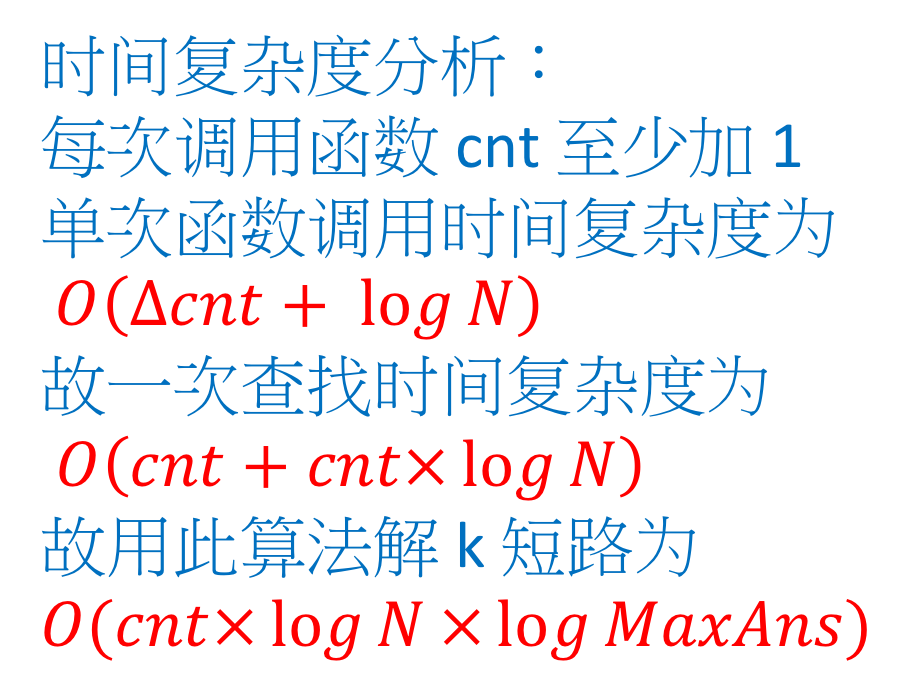 时间复杂度分析：
每次调用函数 cnt 至少加 1
单次函数调用时间复杂度为
O(Δcnt + log N)
故一次查找时间复杂度为
O(cnt + cnt× log N)
故用此算法解 k 短路为
O(cnt× log N × log MaxAns)